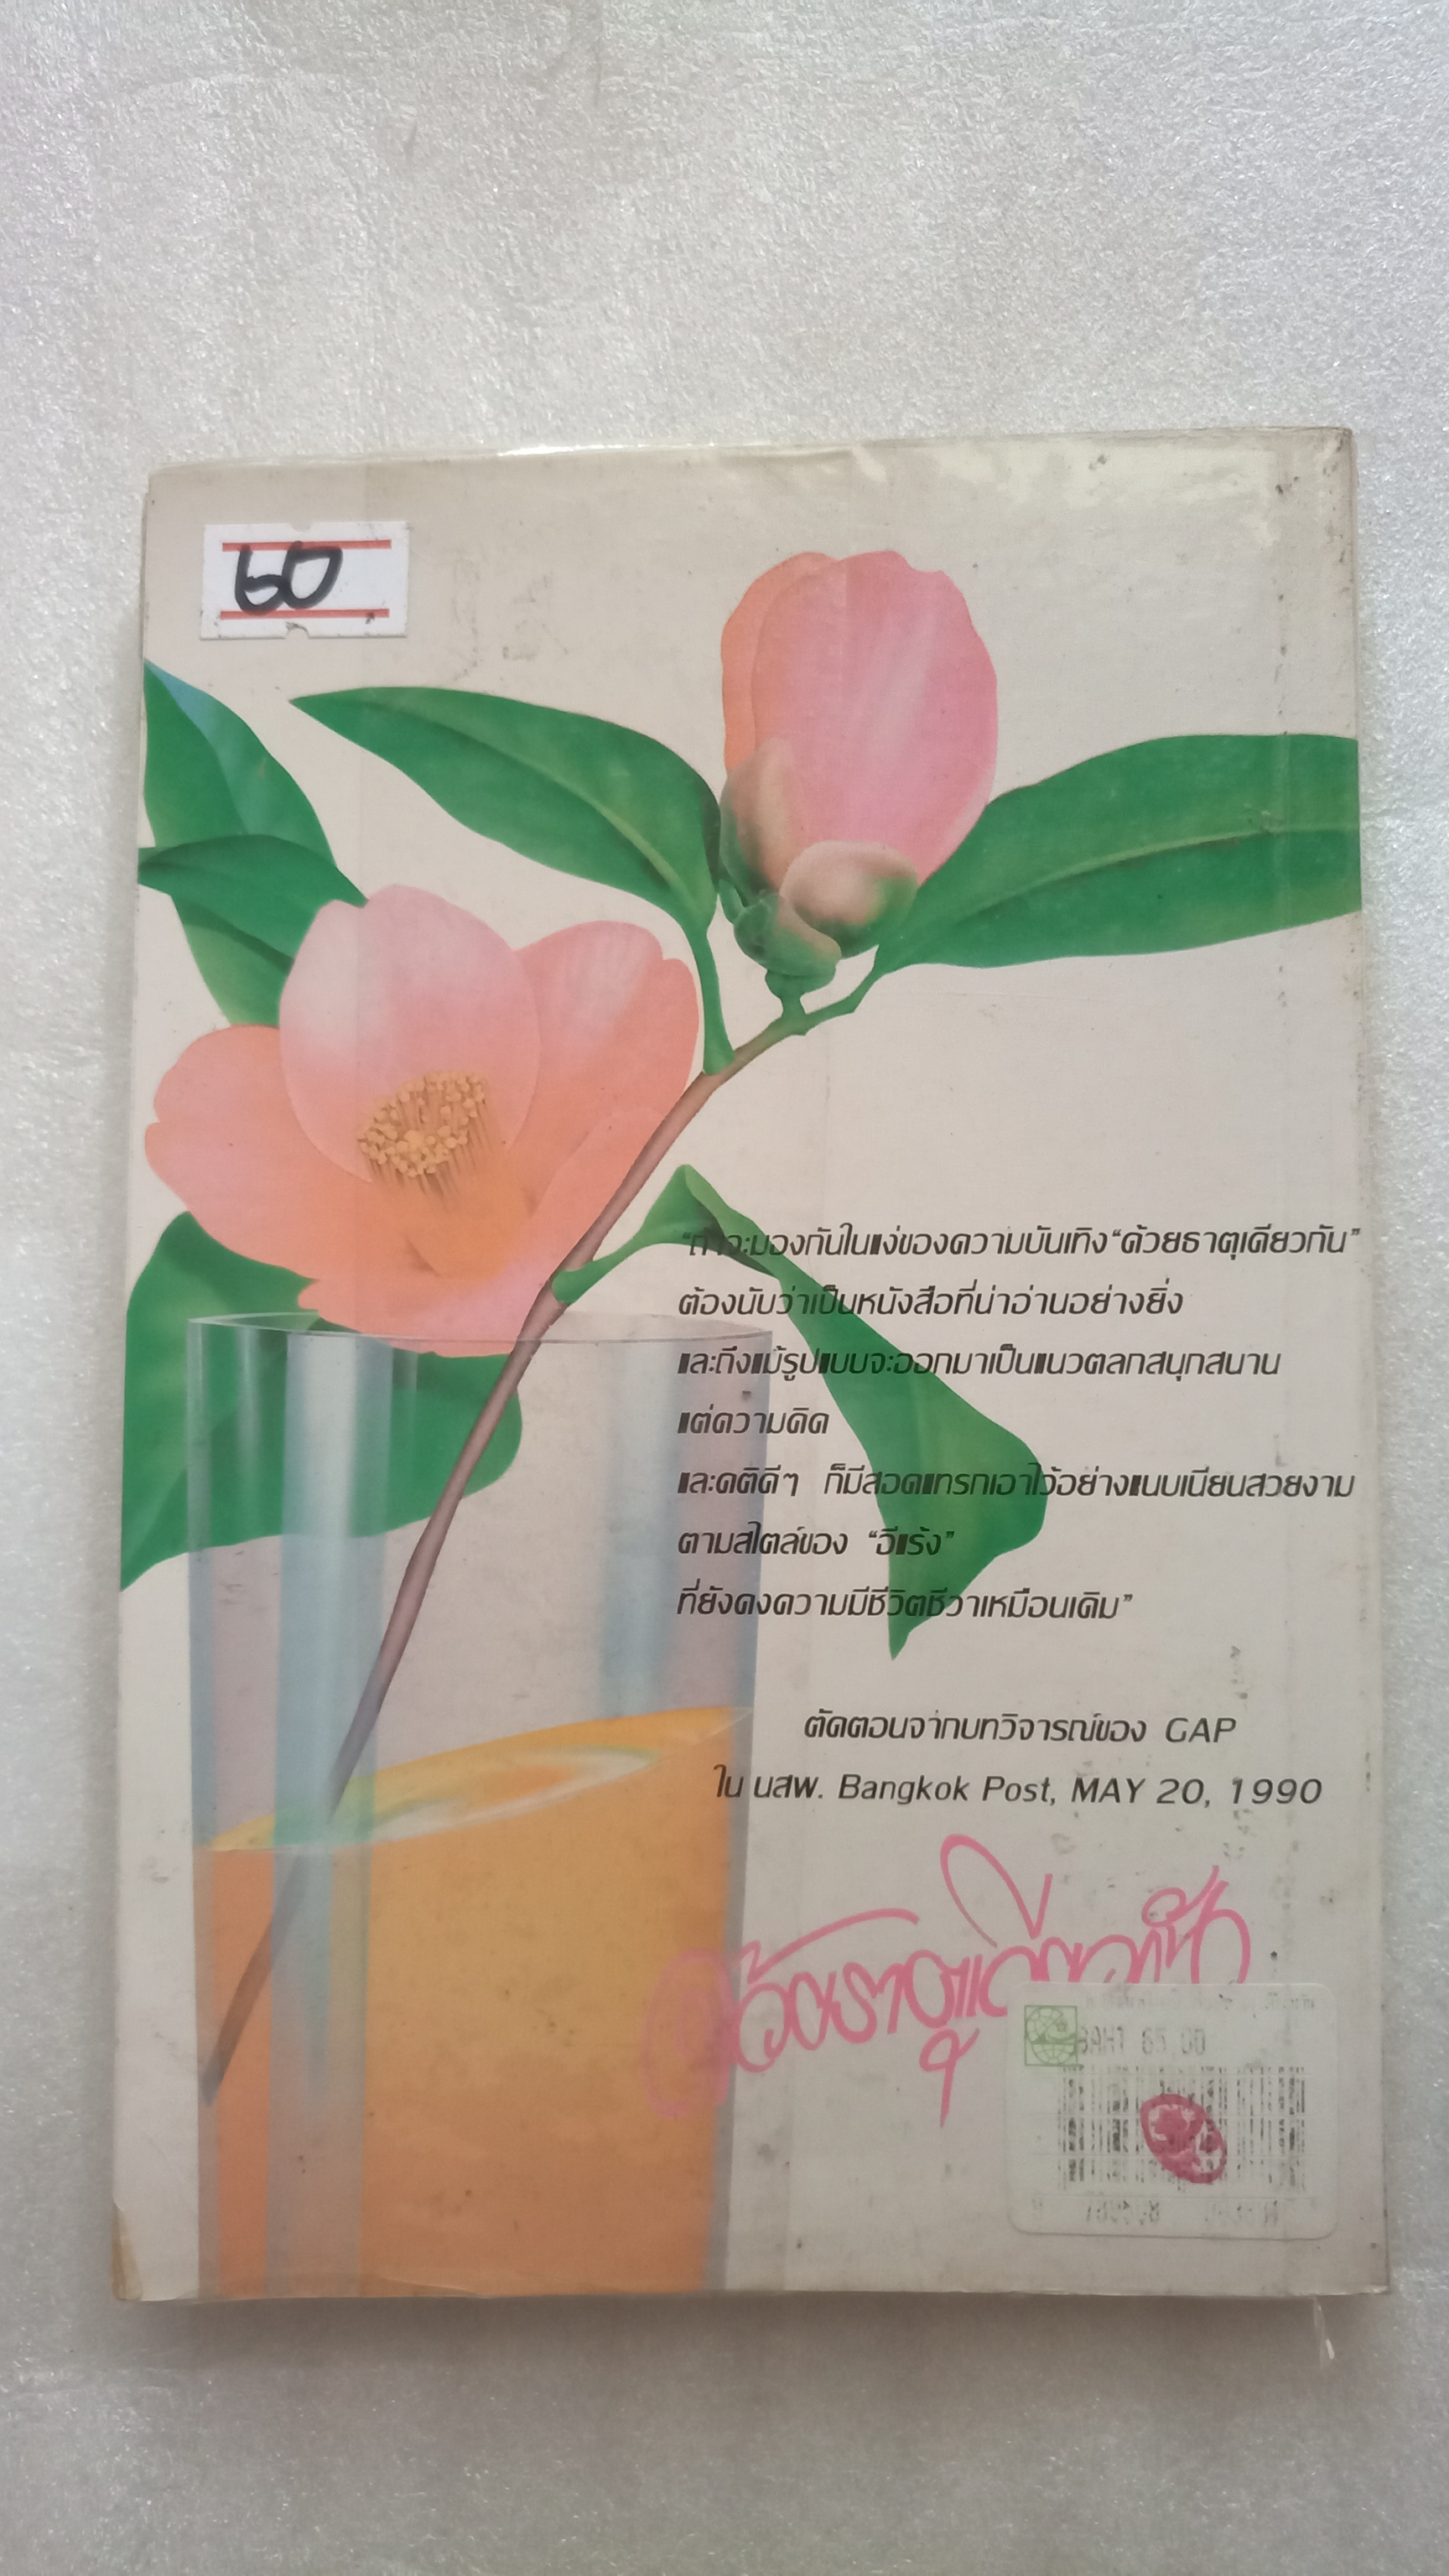 60
"ถ้าจะมองกันในแง่ของความบันเทิง "ด้วยธาตุเดียวกัน"
ต้องนับว่าเป็นหนังสือที่น่าอ่านอย่างยิ่ง
และถึงแม้รูปแบบจะออกมาเป็นแนวตลกสนุกสนาน
แต่ความคิด
และคติดีๆ ก็มีสอดแทรกเอาไว้อย่างแนบเนียนสวยงาม
ตามสไตล์ของ "อีแร้ง"
ที่ยังคงความมีชีวิตชีวาเหมือนเดิม"
ตัดตอนจากบทวิจารณ์ของ GAP
ใน นสพ. Bangkok Post, MAY 20, 1990
ด้วยธาตุเดียวกัน
BAHT 65.00